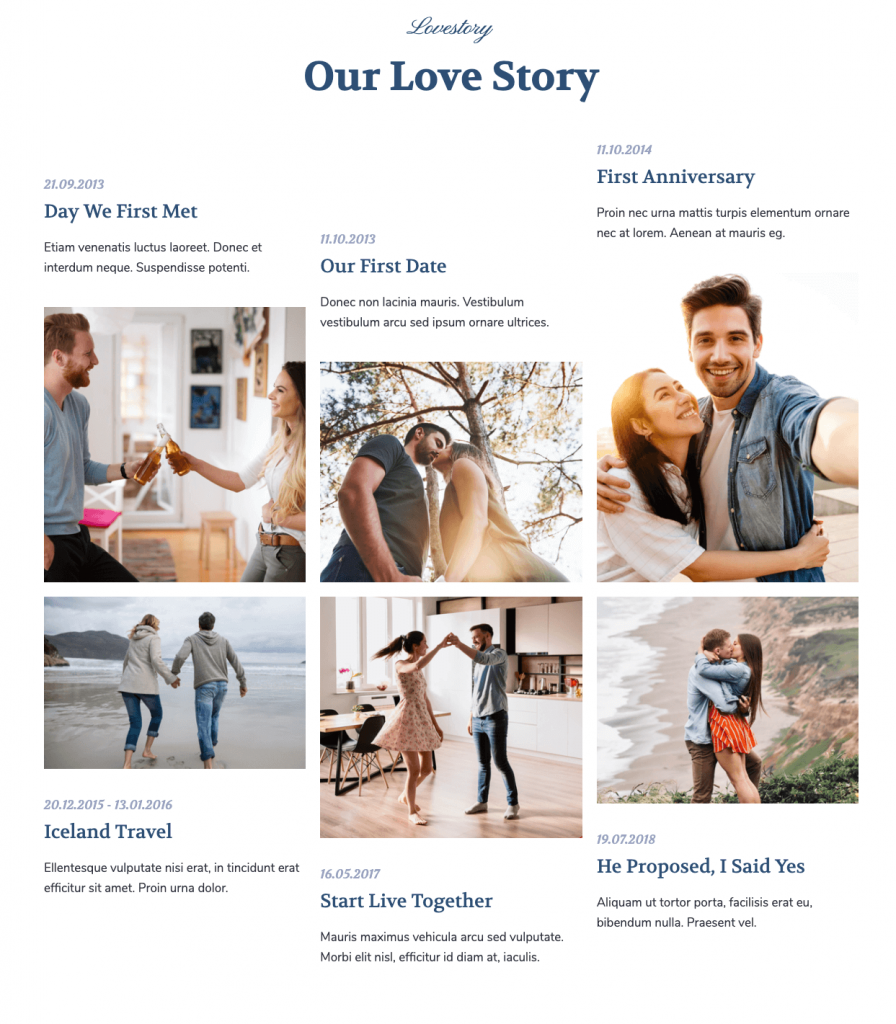 Lovestory
Our Love Story
21.09.2013
Day We First Met
Etiam venenatis luctus laoreet. Donec et
interdum neque. Suspendisse potenti.
11.10.2013
Our First Date
Donec non lacinia mauris. Vestibulum
vestibulum arcu sed ipsum ornare ultrices.
11.10.2014
First Anniversary
Proin nec urna mattis turpis elementum ornare
nec at lorem. Aenean at mauris eg.
20.12.2015 - 13.01.2016
Iceland Travel
Ellentesque vulputate nisi erat, in tincidunt erat
efficitur sit amet. Proin urna dolor.
16.05.2017
Start Live Together
Mauris maximus vehicula arcu sed vulputate.
Morbi elit nisl, efficitur id diam at, iaculis.
19.07.2018
He Proposed, I Said Yes
Aliquam ut tortor porta, facilisis erat eu,
bibendum nulla. Praesent vel.